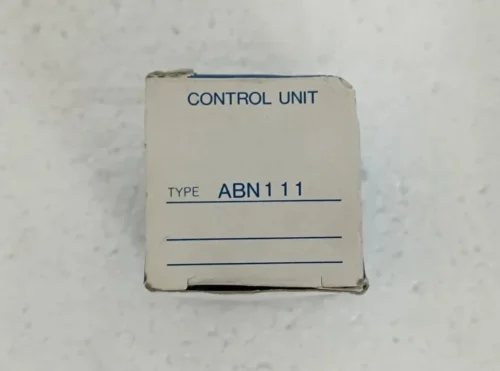 CONTROL UNIT
TYPE ABN111